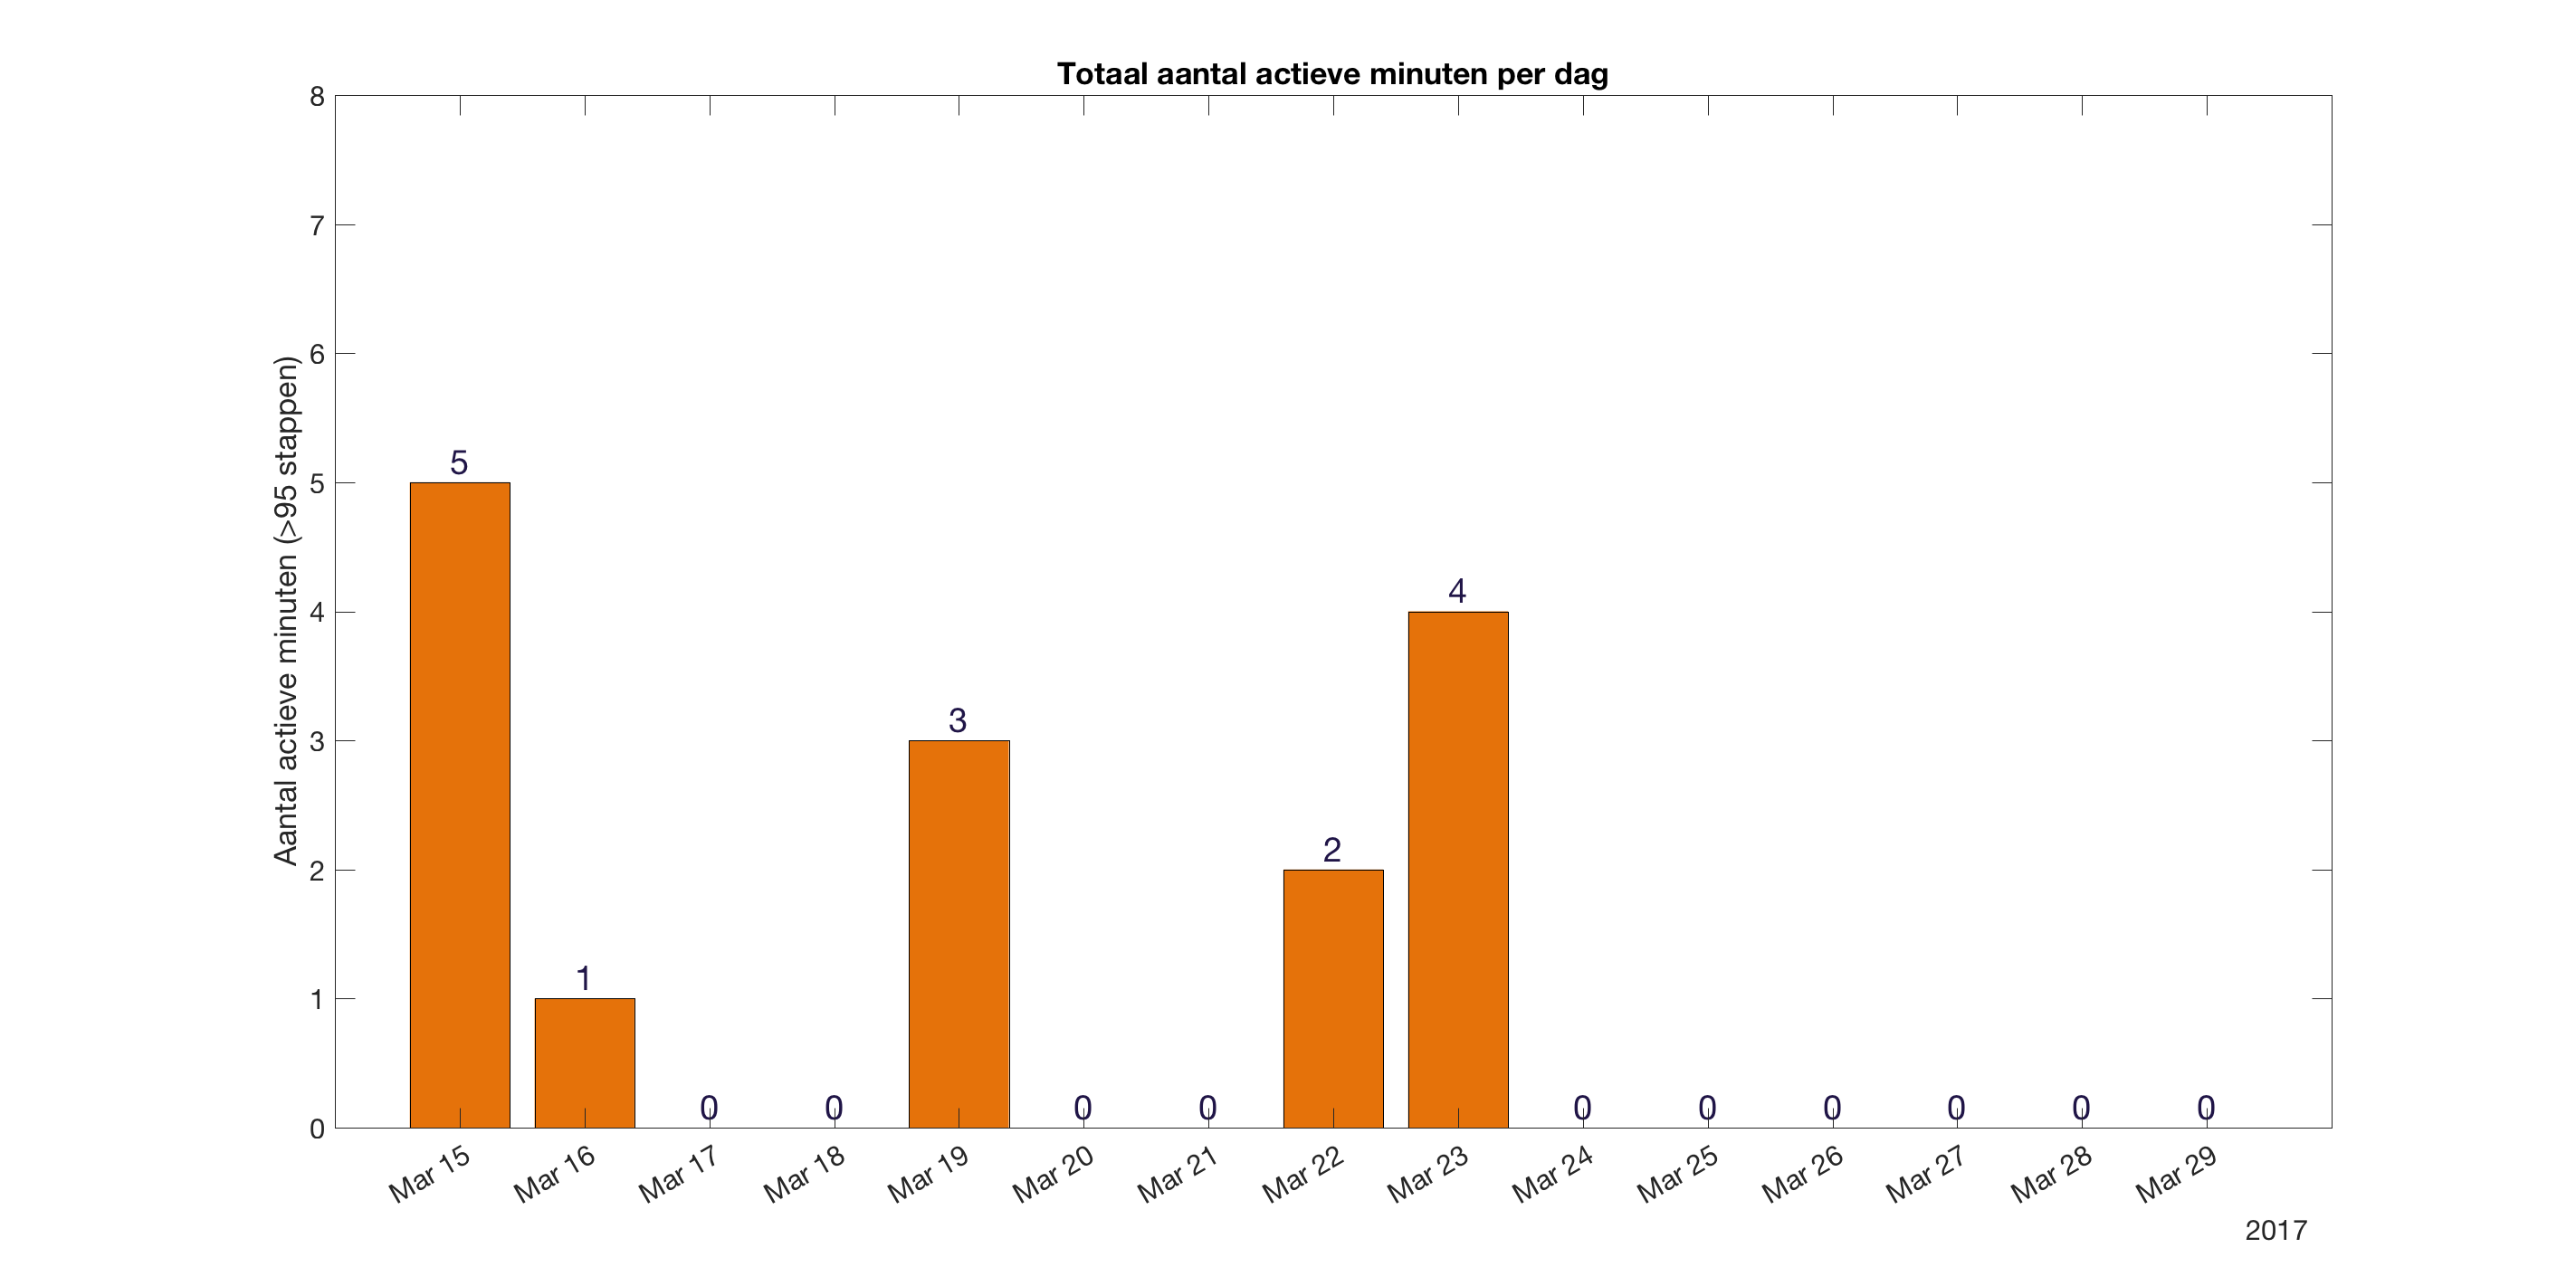 Totaal aantal actieve minuten per dag
Aantal actieve minuten (>95 stappen)
8
7
6
5
4
3
2
1
0
5
1
0
0
3
0
0
2
4
0
0
0
0
0
0
Mar 15
Mar 16
Mar 17
Mar 18
Mar 19
Mar 20
Mar 21
Mar 22
Mar 23
Mar 24
Mar 25
Mar 26
Mar 27
Mar 28
Mar 29
2017